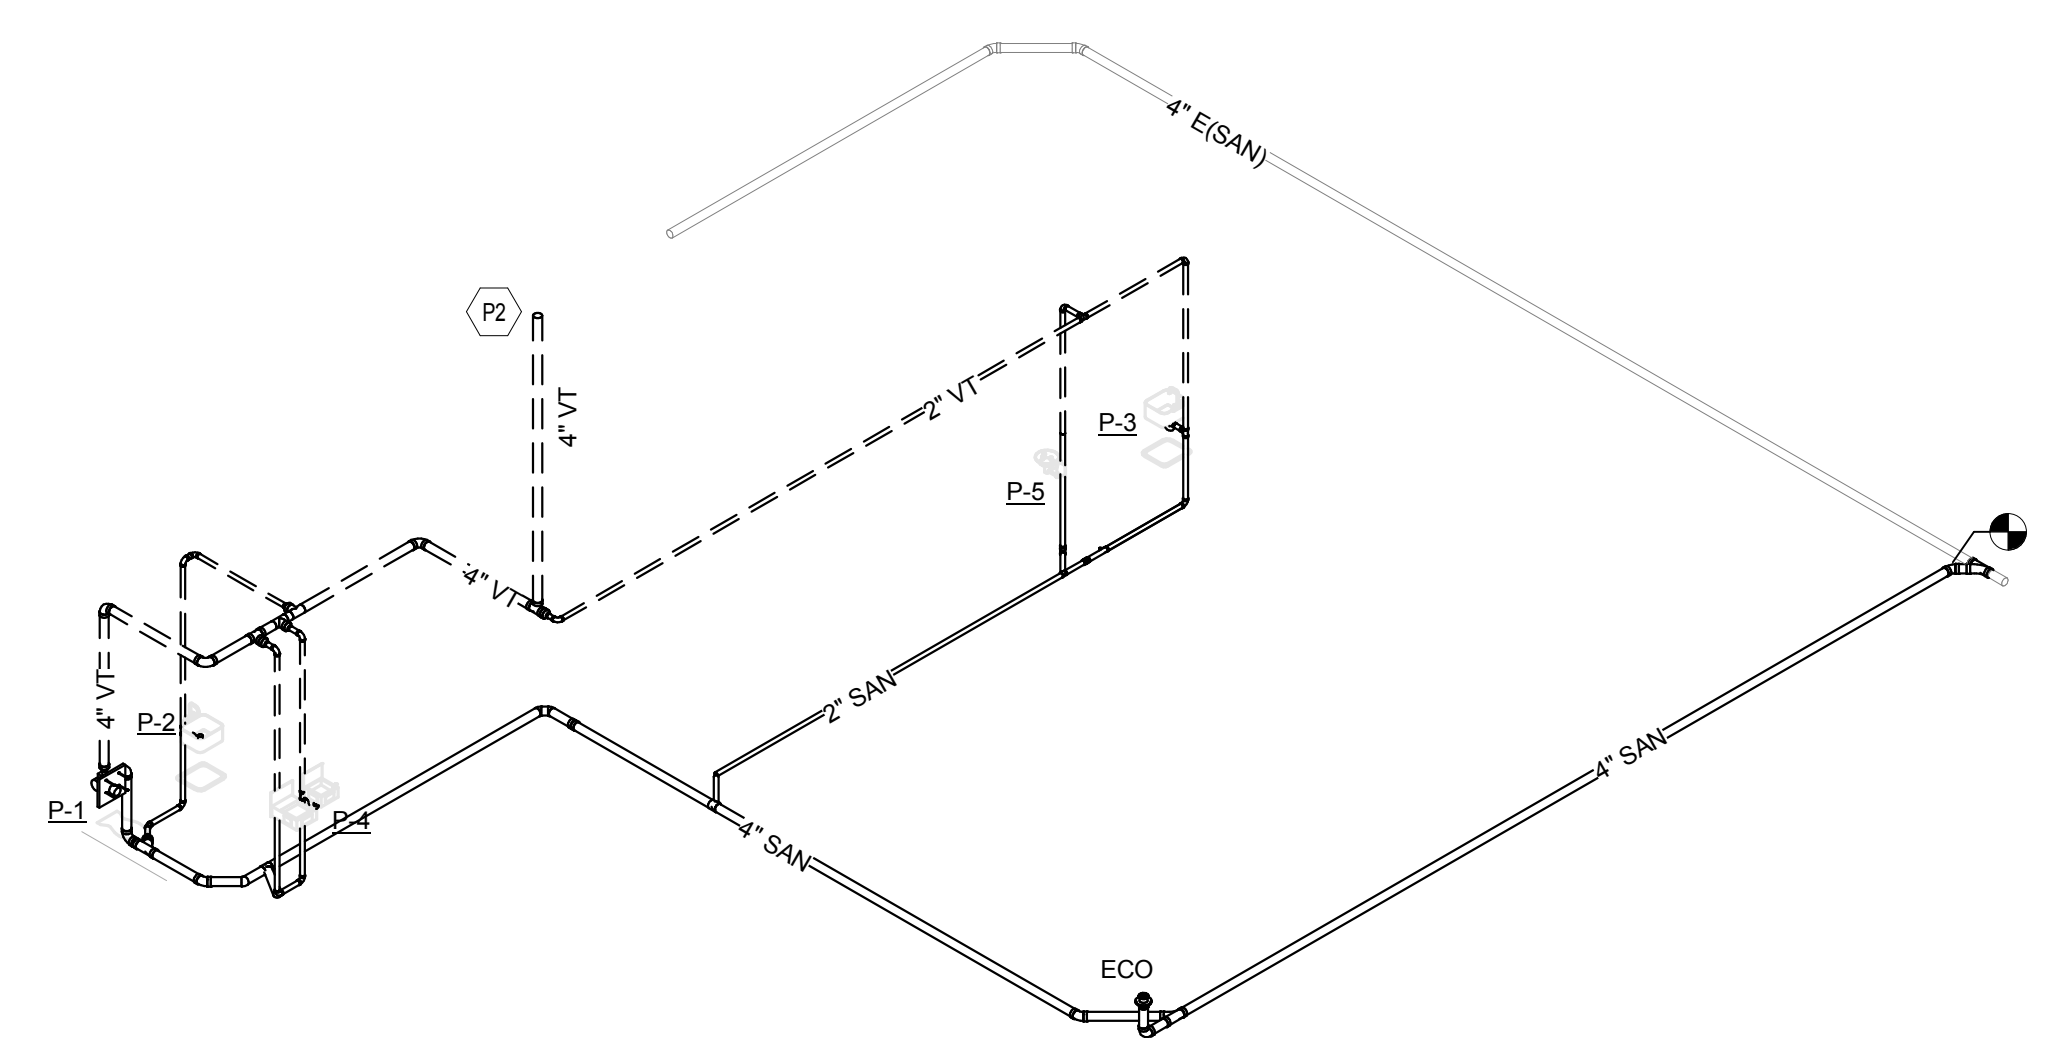 4" E(SAN)
P2
4" VT
2" VT
P-3
P-5
4" VT
4" VT
P-2
2" SAN
4" SAN
P-1
P-4
4" SAN
ECO